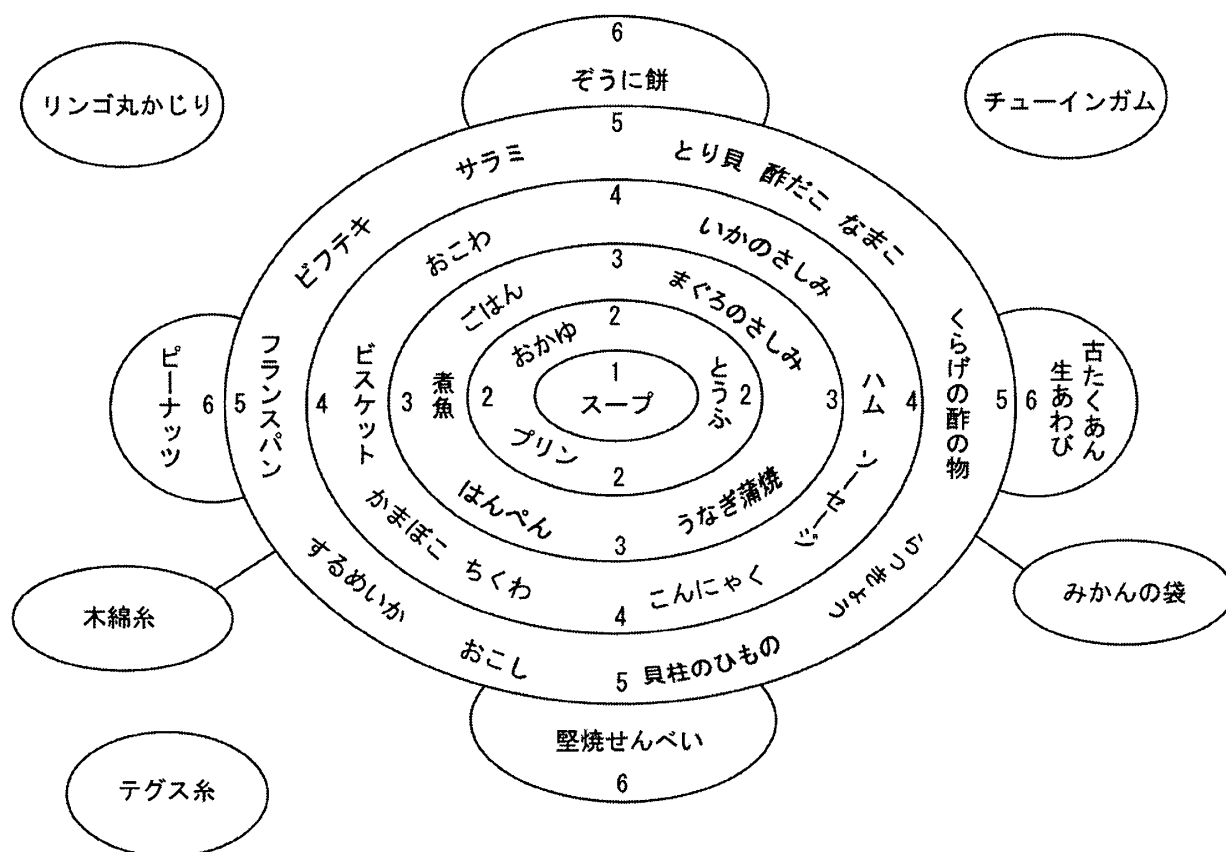 6
ぞうに餅
リンゴ丸かじり
チューインガム
5
サラミ
とり貝 酢だこ なまこ
ビフテキ
4
おこわ
いかのさしみ
3
ごはん
まぐろのさしみ
2
おかゆ
とうふ
1
スープ
プリン
2
2
2
煮魚
3
3
ハム
ビスケット
4
4
くらげの酢の物
フランスパン
5
5
ピーナッツ
6
6
古たくあん
生あわび
はんぺん
うなぎ蒲焼
3
ソーセージ
かまぼこ ちくわ
こんにゃく
4
らっきょう
するめいか
おこし
5
貝柱のひもの
木綿糸
みかんの袋
堅焼せんべい
6
テグス糸